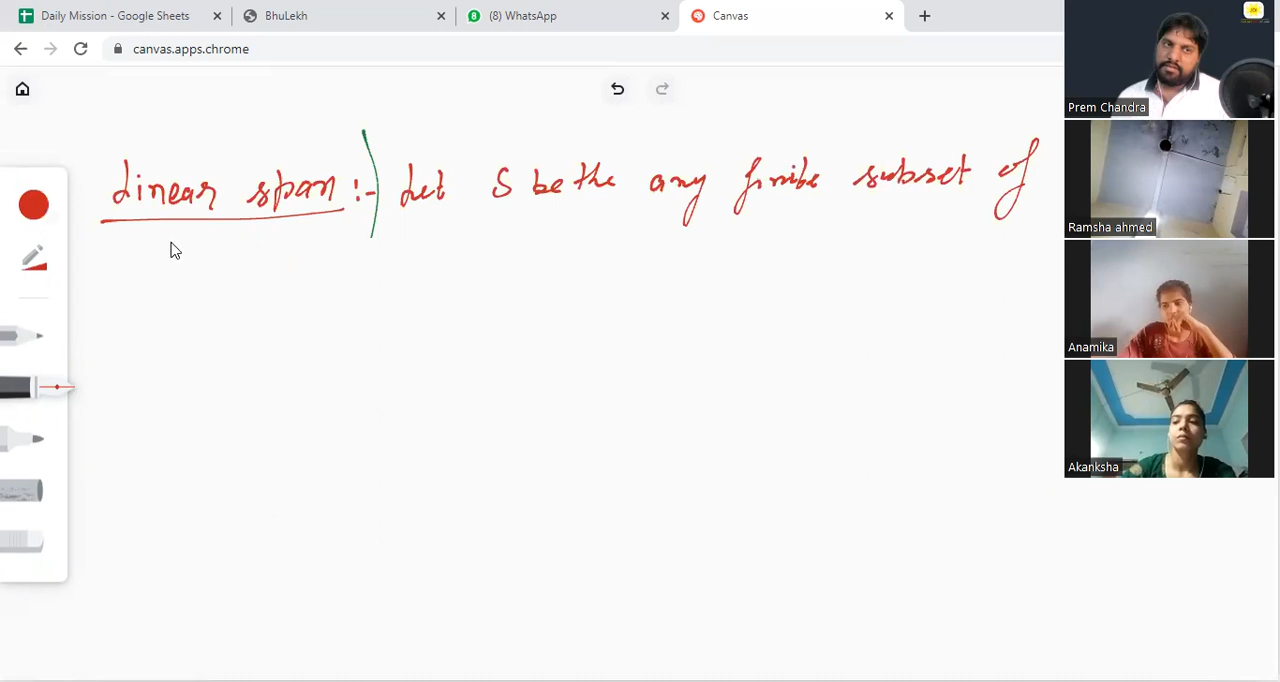 Daily Mission - Google Sheets
BhuLekh
(8) WhatsApp
Canvas
canvas.apps.chrome
Linear span :- Let S be the any finite subset of
Prem Chandra
Ramsha ahmed
Anamika
Akanksha